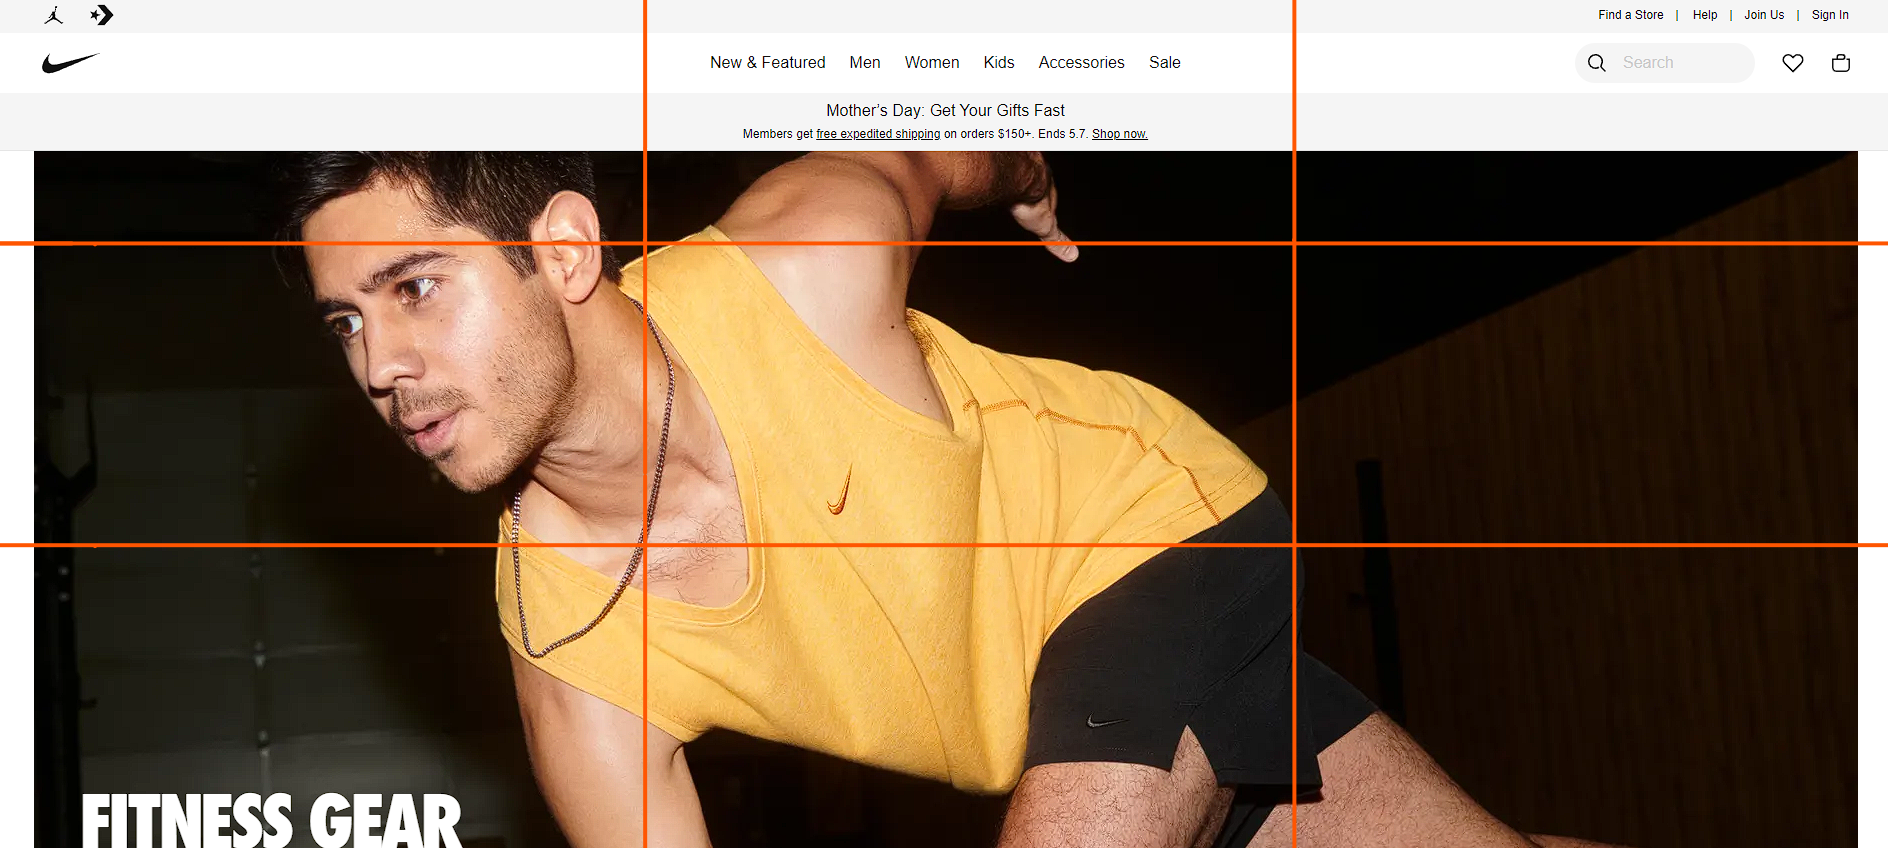 Find a Store | Help | Join Us | Sign In
New & Featured Men Women Kids Accessories Sale
Search
Mother's Day: Get Your Gifts Fast
Members get free expedited shipping on orders $150+. Ends 5.7. Shop now.
FITNESS GEAR